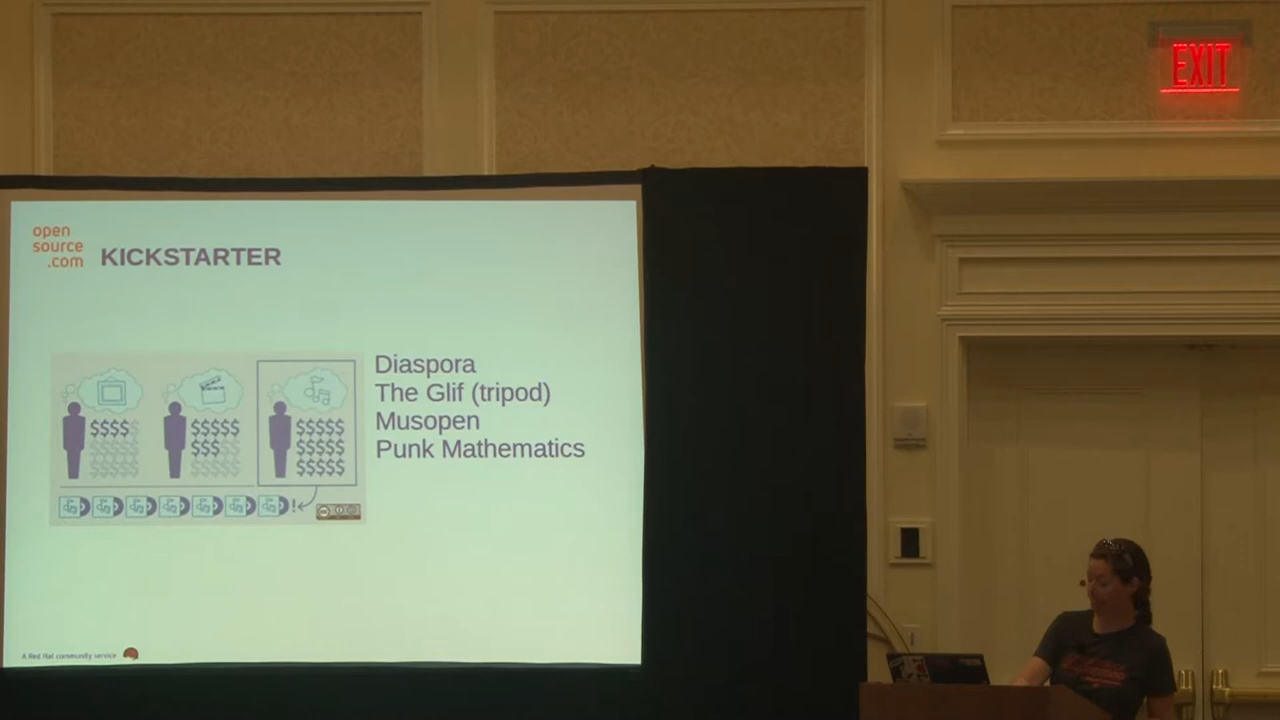 EXIT
open
source
.com
KICKSTARTER
Diaspora
The Glif (tripod)
Musopen
Punk Mathematics
$$$$$
$$$$$
$$$
$$$$$
$$$$$
$$$$$
!
A Red Hat community service